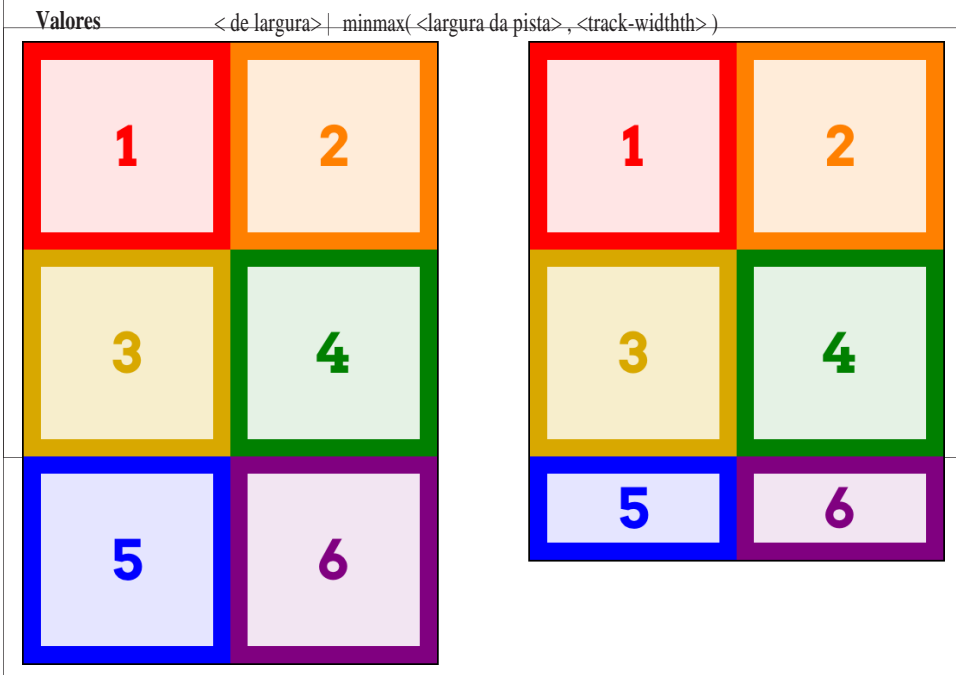 Valores < de largura> | minmax( <largura da pista> , <track-widthth> )
1 2 1 2
3 4 3 4
5 6 5 6